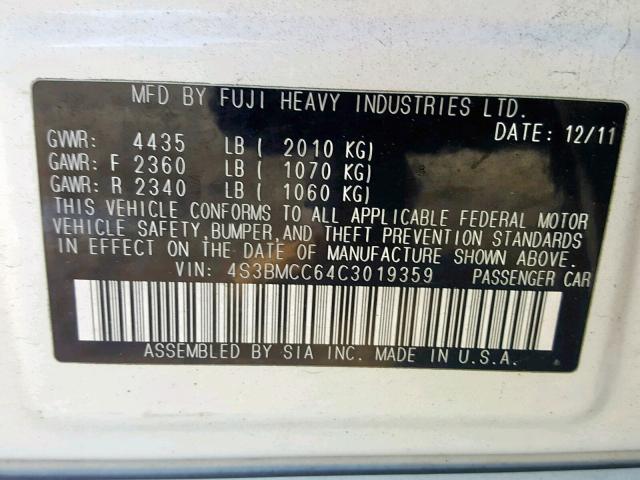 MFD BY FUJI HEAVY INDUSTRIES LTD.
DATE: 12/11
GVWR: 4435 LB ( 2010 KG)
GAWR: F 2360 LB ( 1070 KG)
GAWR: R 2340 LB ( 1060 KG)
THIS VEHICLE CONFORMS TO ALL APPLICABLE FEDERAL MOTOR
VEHICLE SAFETY, BUMPER, AND THEFT PREVENTION STANDARDS
IN EFFECT ON THE DATE OF MANUFACTURE SHOWN ABOVE.
VIN: 4S3BMCC64C3019359 PASSENGER CAR
ASSEMBLED BY SIA INC. MADE IN U.S.A.